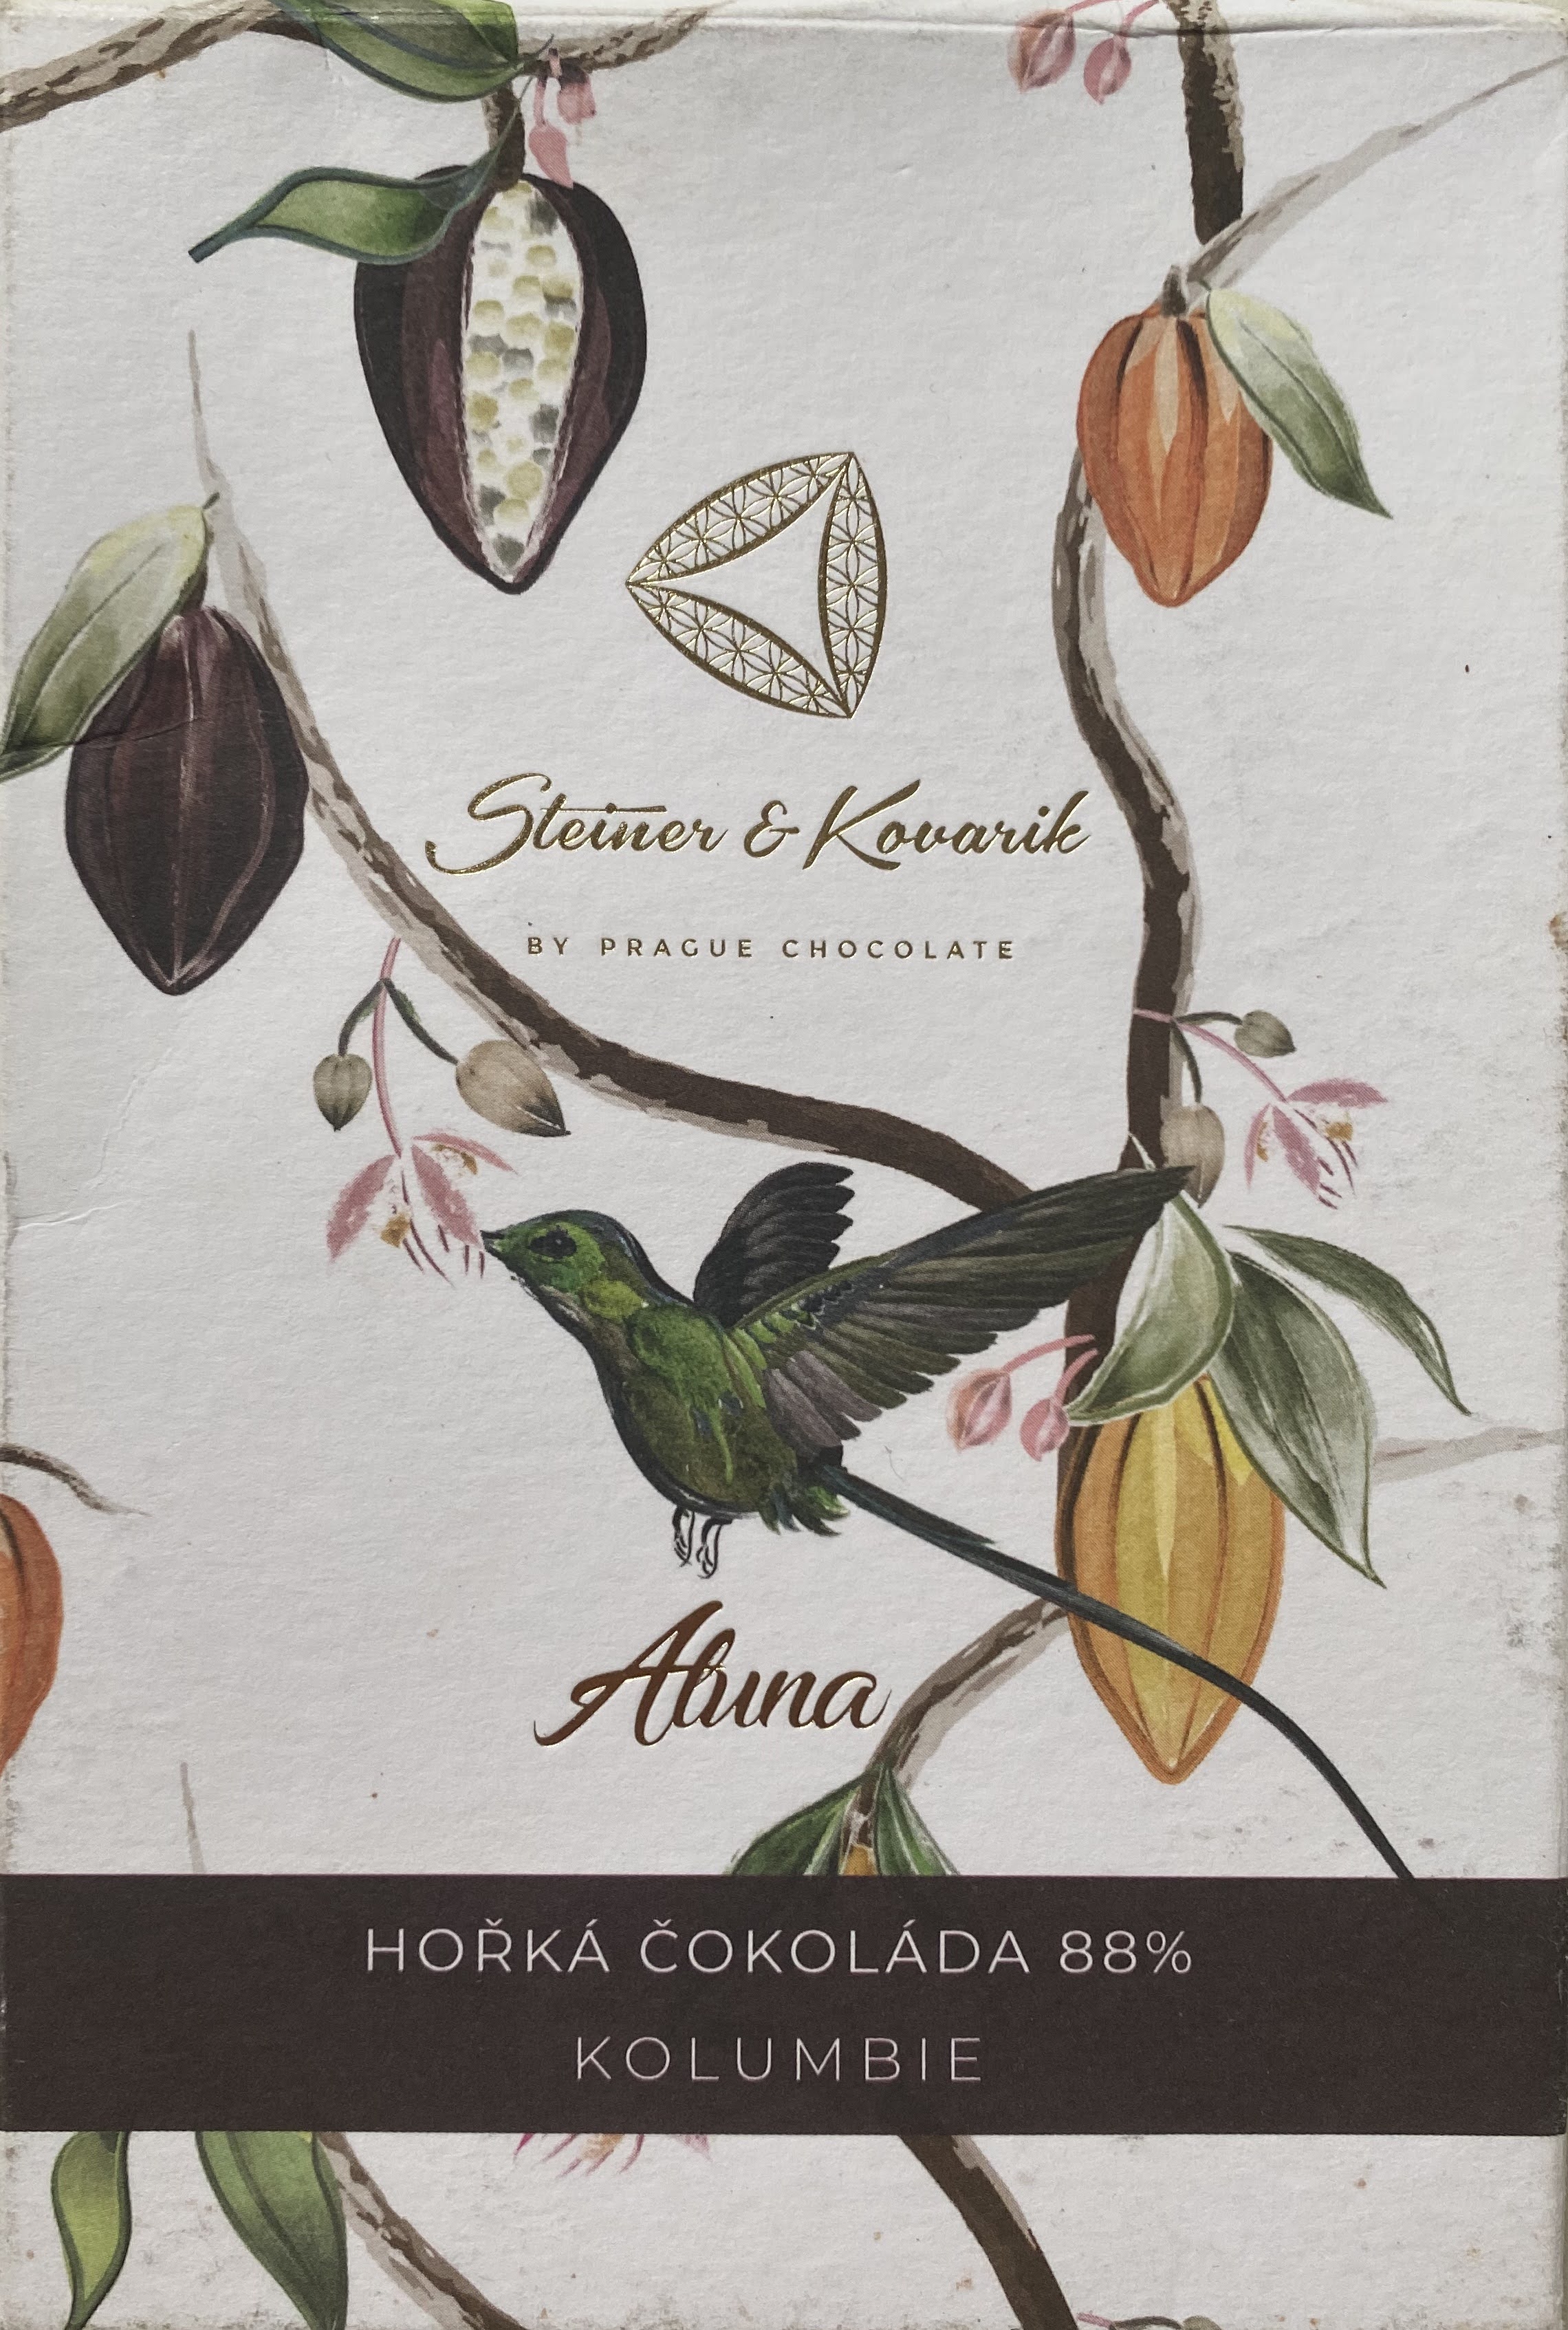 Steiner & Kovarik
BY PRAGUE CHOCOLATE
Aluna
HOŘKÁ ČOKOLÁDA 88%
KOLUMBIE